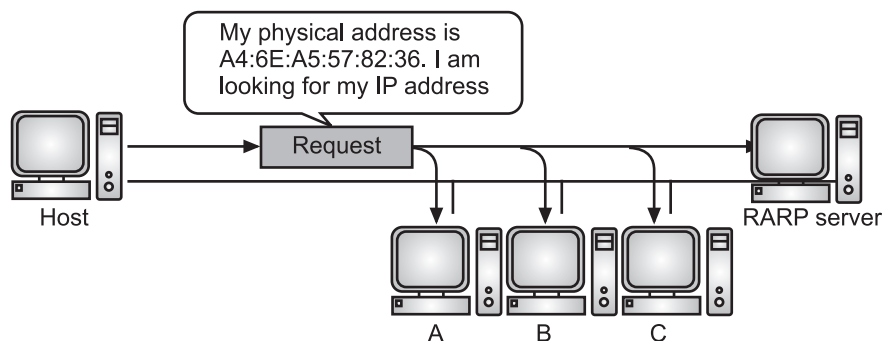 My physical address is
A4:6E:A5:57:82:36. I am
looking for my IP address
Request
Host
RARP server
A
B
C